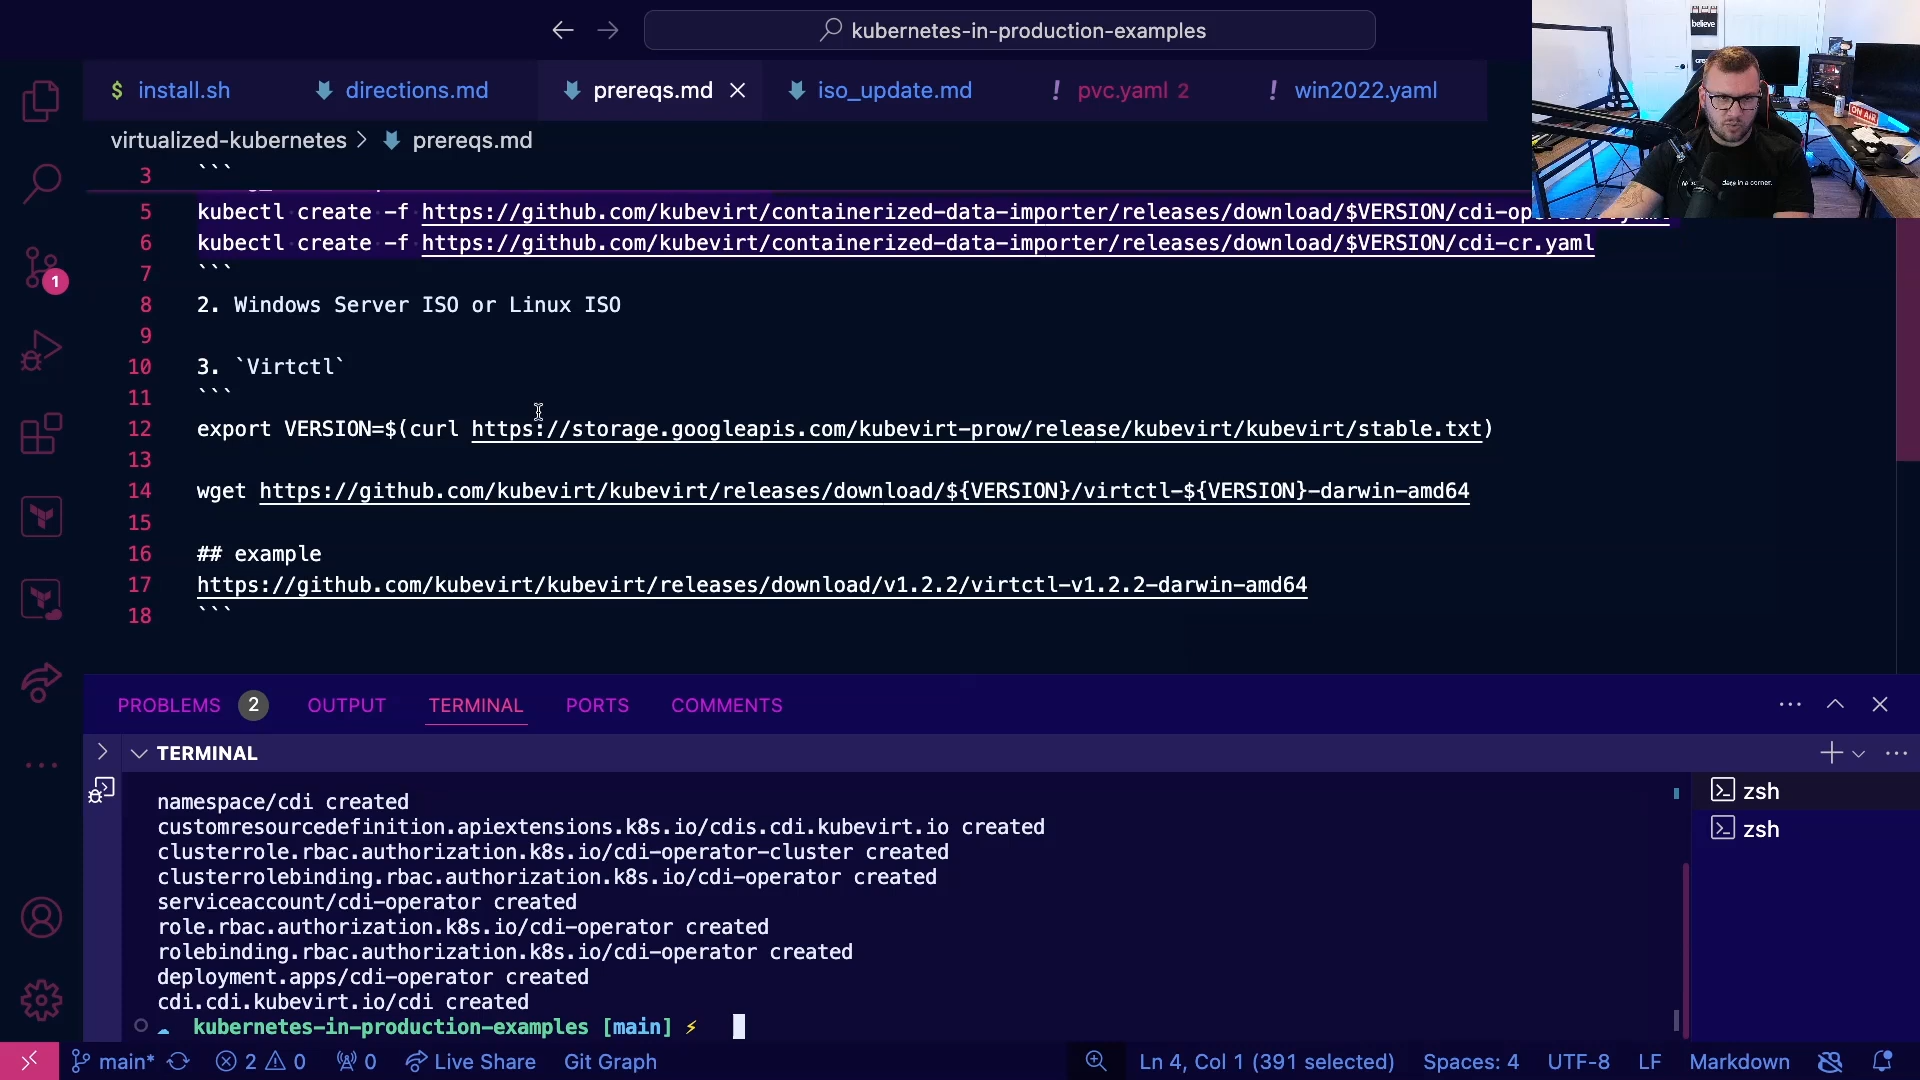 kubernetes-in-production-examples
$ install.sh
directions.md
prereqs.md
iso_update.md
! pvc.yaml 2
! win2022.yaml
believe
ON AIR
virtualized-kubernetes > prereqs.md
3 ```
5 kubectl create -f https://github.com/kubevirt/containerized-data-importer/releases/download/$VERSION/cdi-op
6 kubectl create -f https://github.com/kubevirt/containerized-data-importer/releases/download/$VERSION/cdi-cr.yaml
7 ```
8 2. Windows Server ISO or Linux ISO
9
10 3. `Virtctl`
11 ```
12 export VERSION=$(curl https://storage.googleapis.com/kubevirt-prow/release/kubevirt/kubevirt/stable.txt)
13
14 wget https://github.com/kubevirt/kubevirt/releases/download/${VERSION}/virtctl-${VERSION}-darwin-amd64
15
16 ## example
17 https://github.com/kubevirt/kubevirt/releases/download/v1.2.2/virtctl-v1.2.2-darwin-amd64
18 ```
1
PROBLEMS 2 OUTPUT TERMINAL PORTS COMMENTS
TERMINAL
namespace/cdi created
customresourcedefinition.apiextensions.k8s.io/cdis.cdi.kubevirt.io created
clusterrole.rbac.authorization.k8s.io/cdi-operator-cluster created
clusterrolebinding.rbac.authorization.k8s.io/cdi-operator created
serviceaccount/cdi-operator created
role.rbac.authorization.k8s.io/cdi-operator created
rolebinding.rbac.authorization.k8s.io/cdi-operator created
deployment.apps/cdi-operator created
cdi.cdi.kubevirt.io/cdi created
kubernetes-in-production-examples [main]
zsh
zsh
main* 2 0 0 Live Share Git Graph Ln 4, Col 1 (391 selected) Spaces: 4 UTF-8 LF Markdown